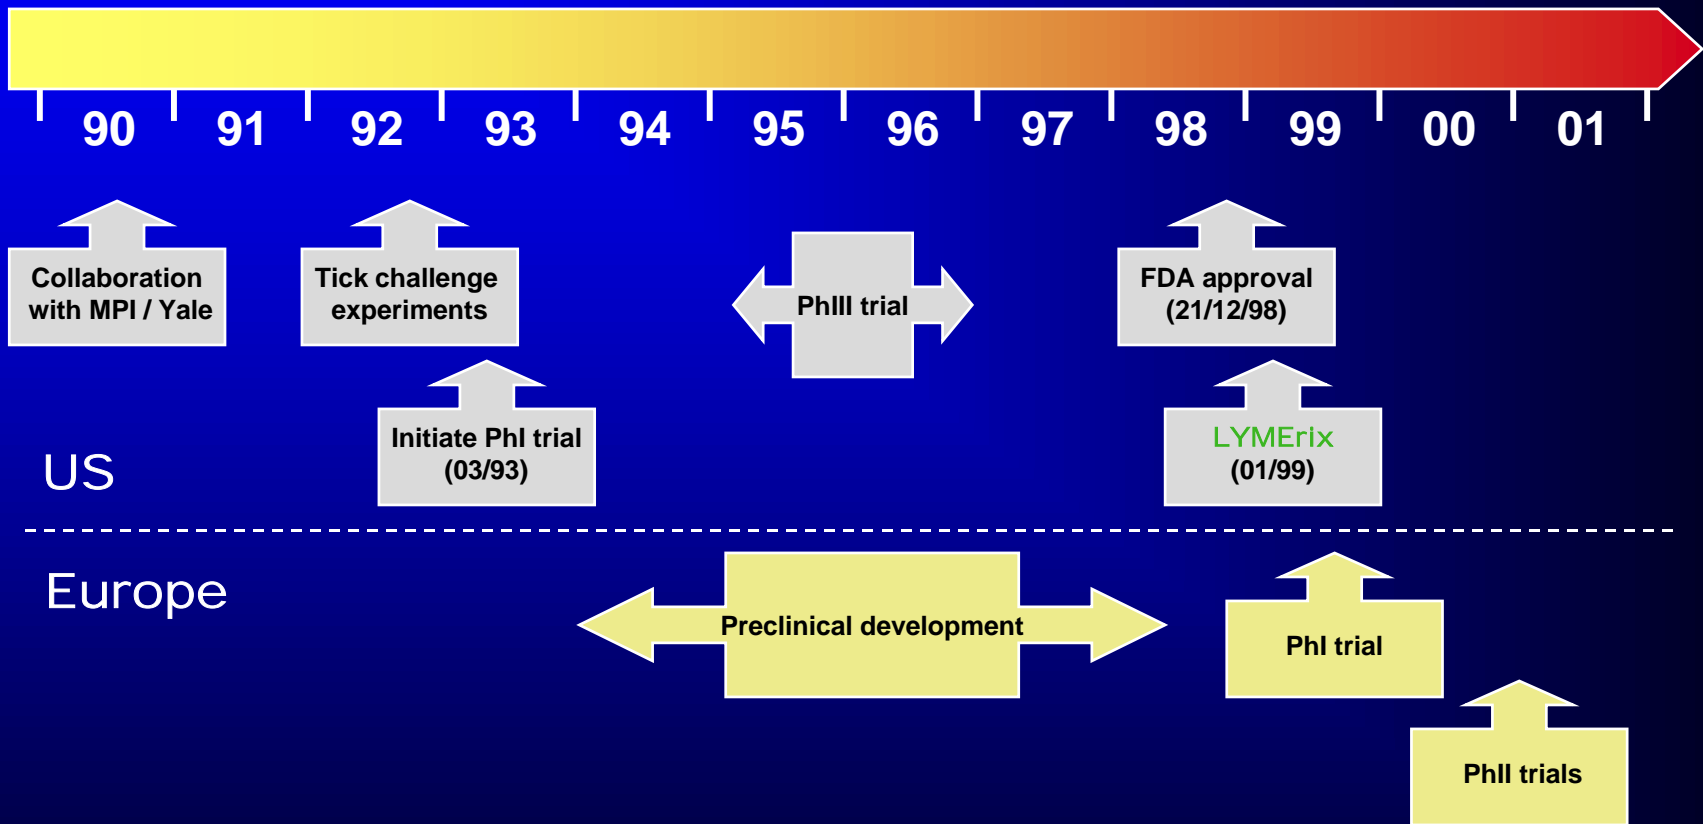 90 91 92 93 94 95 96 97 98 99 00 01
Collaboration
with MPI / Yale
Tick challenge
experiments
PhIII trial
FDA approval
(21/12/98)
Initiate PhI trial
(03/93)
LYMErix
(01/99)
US
Europe
Preclinical development
PhI trial
PhII trials